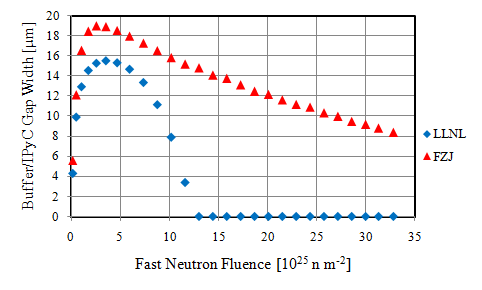 20
18
16
14
12
10
8
6
4
2
0
0 5 10 15 20 25 30 35
Buffer/IPyC Gap Width [μm]
Fast Neutron Fluence [10²⁵ n m⁻²]
LLNL
FZJ